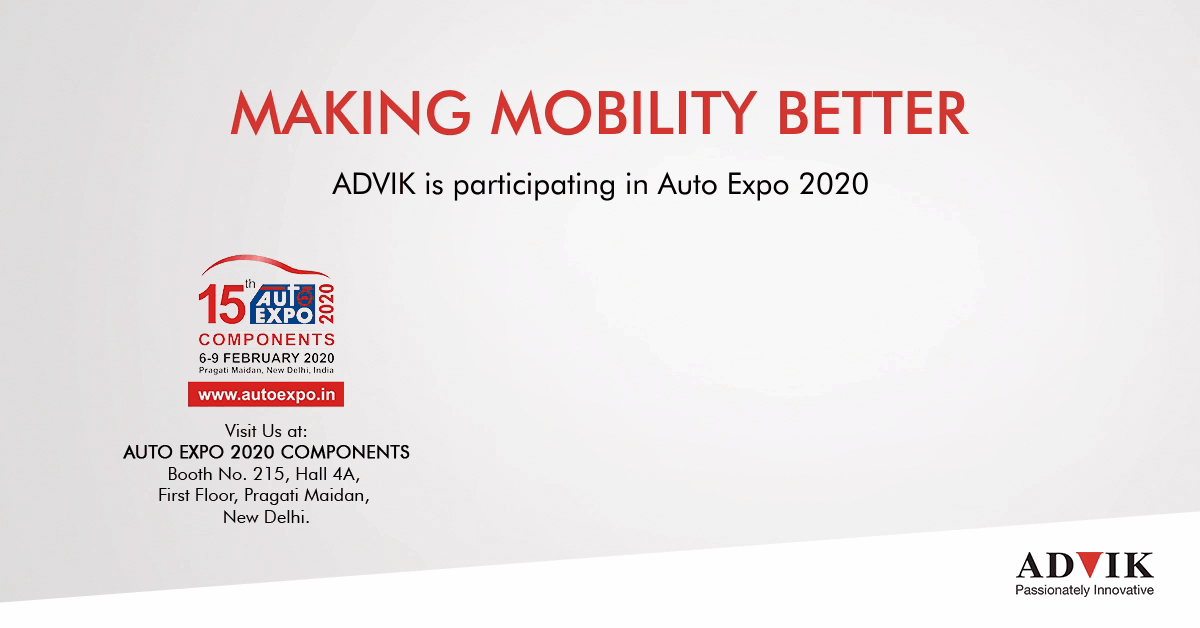 MAKING MOBILITY BETTER
ADVIK is participating in Auto Expo 2020
15th AUTO EXPO 2020
COMPONENTS
6-9 FEBRUARY 2020
Pragati Maidan, New Delhi, India
www.autoexpo.in
Visit Us at:
AUTO EXPO 2020 COMPONENTS
Booth No. 215, Hall 4A,
First Floor, Pragati Maidan,
New Delhi.
ADVIK
Passionately Innovative